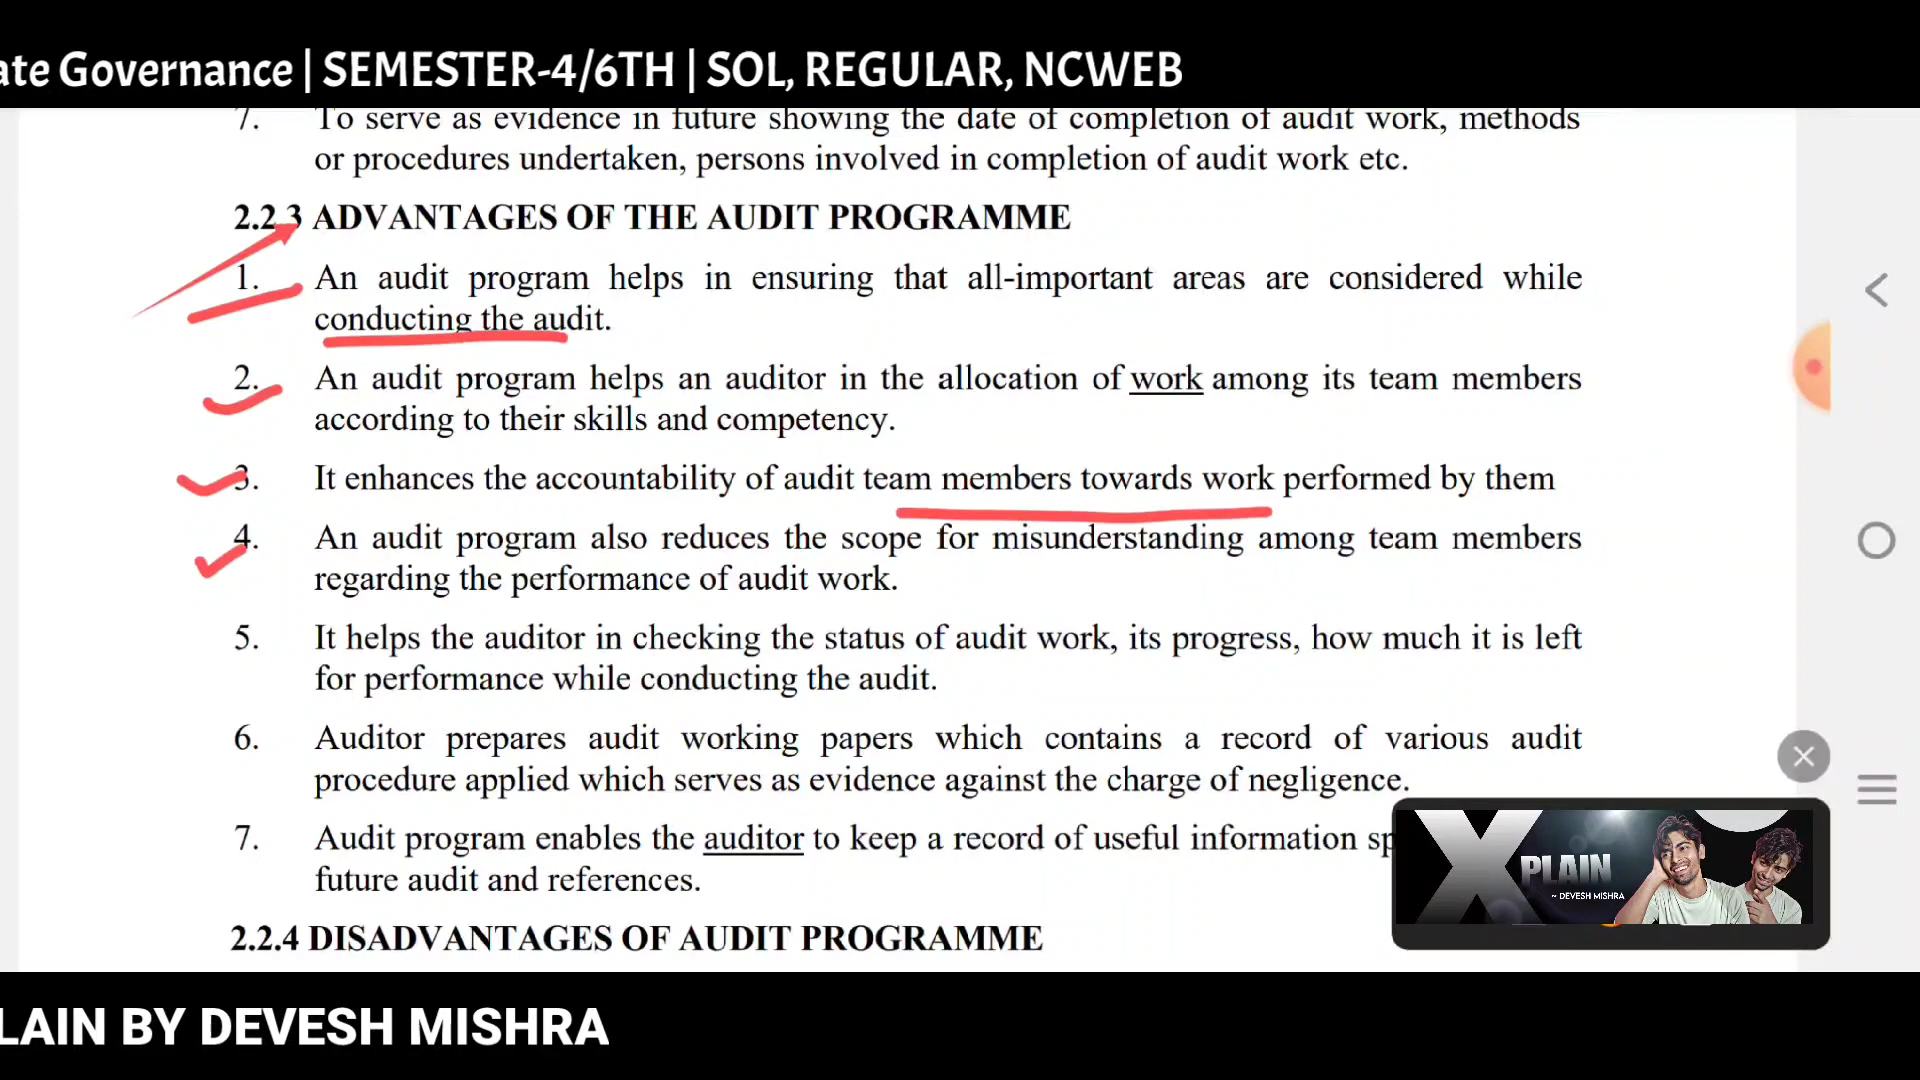 ate Governance | SEMESTER-4/6TH | SOL, REGULAR, NCWEB
7. To serve as evidence in future showing the date of completion of audit work, methods
or procedures undertaken, persons involved in completion of audit work etc.
2.2.3 ADVANTAGES OF THE AUDIT PROGRAMME
1. An audit program helps in ensuring that all-important areas are considered while
conducting the audit.
2. An audit program helps an auditor in the allocation of work among its team members
according to their skills and competency.
3. It enhances the accountability of audit team members towards work performed by them
4. An audit program also reduces the scope for misunderstanding among team members
regarding the performance of audit work.
5. It helps the auditor in checking the status of audit work, its progress, how much it is left
for performance while conducting the audit.
6. Auditor prepares audit working papers which contains a record of various audit
procedure applied which serves as evidence against the charge of negligence.
7. Audit program enables the auditor to keep a record of useful information sp
future audit and references.
X PLAIN
~ DEVESH MISHRA
2.2.4 DISADVANTAGES OF AUDIT PROGRAMME
LAIN BY DEVESH MISHRA